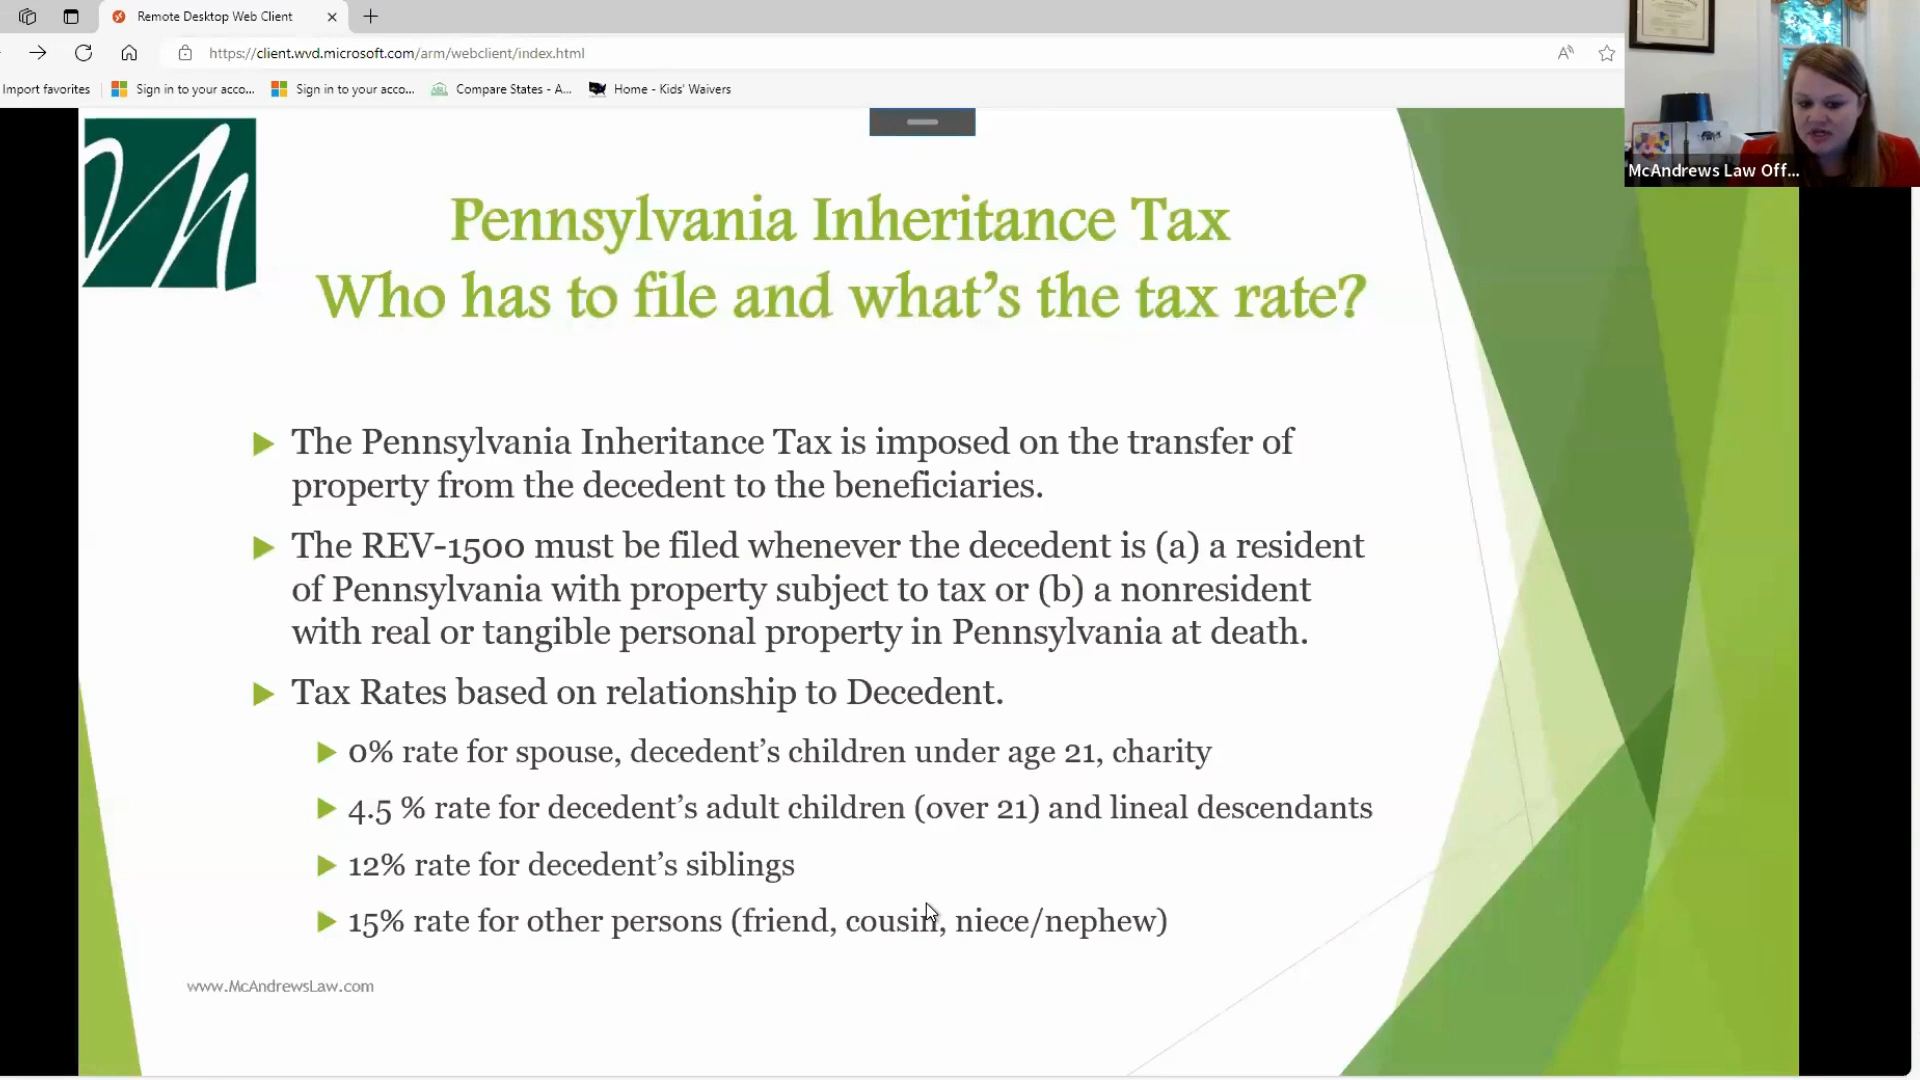 Remote Desktop Web Client
https://client.wvd.microsoft.com/arm/webclient/index.html
Import favorites
Sign in to your acco...
Sign in to your acco...
Compare States - A...
Home - Kids' Waivers
McAndrews Law Off...
Pennsylvania Inheritance Tax
Who has to file and what's the tax rate?
The Pennsylvania Inheritance Tax is imposed on the transfer of
property from the decedent to the beneficiaries.
The REV-1500 must be filed whenever the decedent is (a) a resident
of Pennsylvania with property subject to tax or (b) a nonresident
with real or tangible personal property in Pennsylvania at death.
Tax Rates based on relationship to Decedent.
0% rate for spouse, decedent's children under age 21, charity
4.5 % rate for decedent's adult children (over 21) and lineal descendants
12% rate for decedent's siblings
15% rate for other persons (friend, cousin, niece/nephew)
www.McAndrewsLaw.com